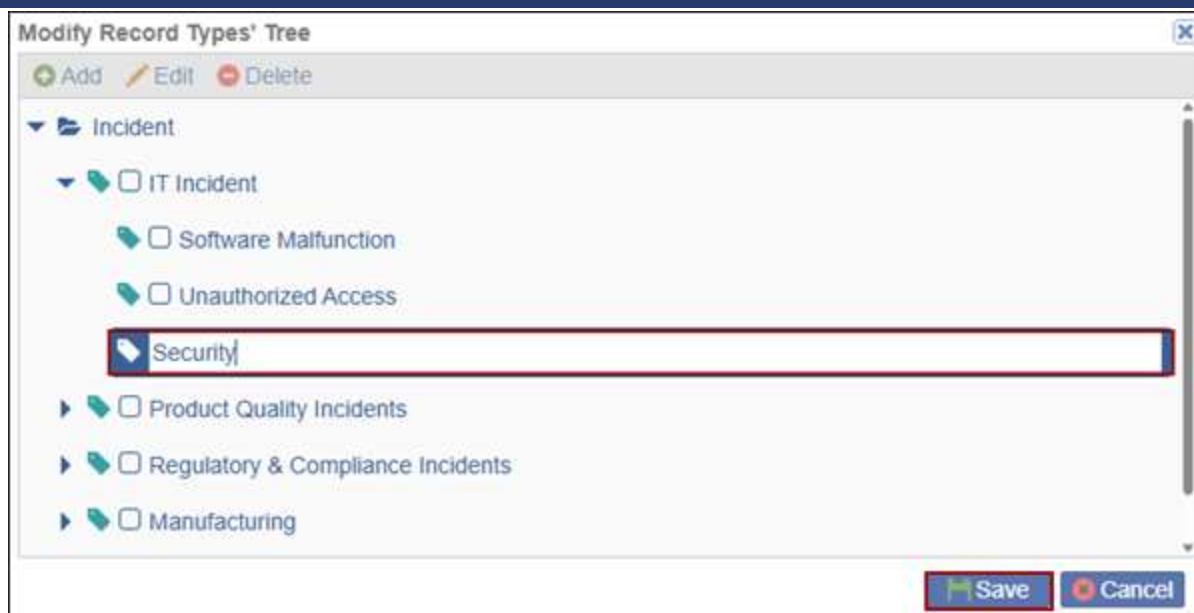 Modify Record Types' Tree
Add Edit Delete
Incident
IT Incident
Software Malfunction
Unauthorized Access
Security
Product Quality Incidents
Regulatory & Compliance Incidents
Manufacturing
Save Cancel